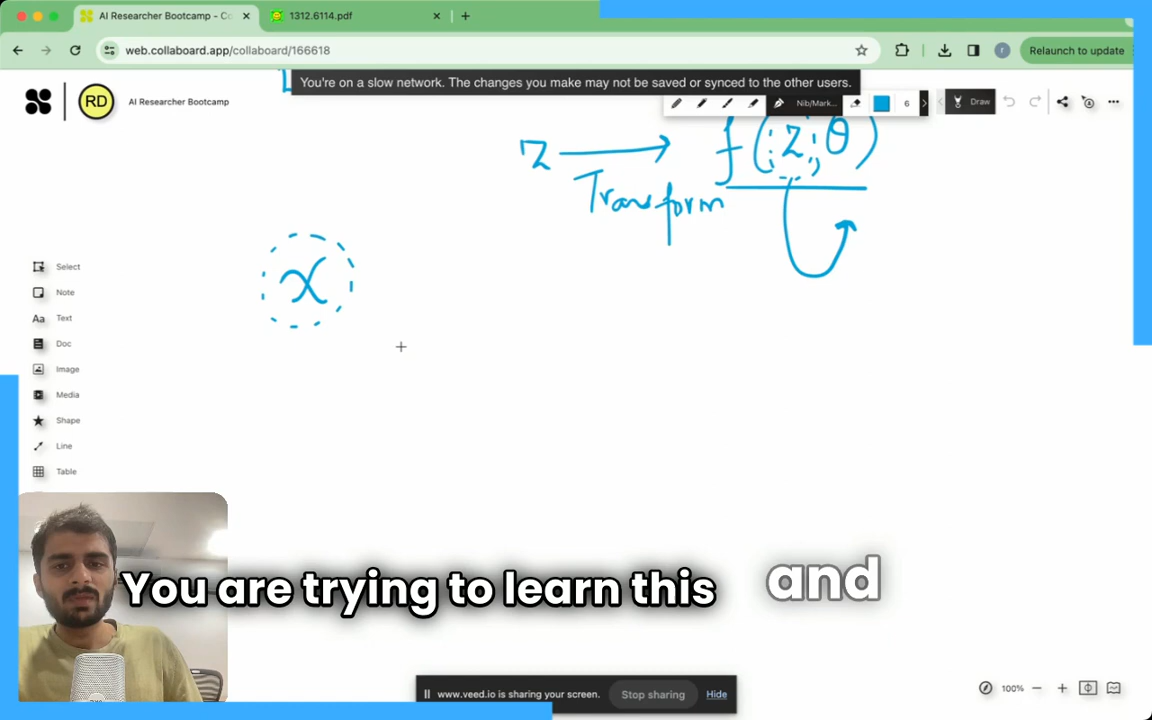 AI Researcher Bootcamp - Co
1312.6114.pdf
web.collaboard.app/collaboard/166618
Relaunch to update
You're on a slow network. The changes you make may not be saved or synced to the other users.
RD
AI Researcher Bootcamp
Nib/Mark...
6
Draw
z → f(z;θ)
Transform
x
Select
Note
Text
Doc
Image
Media
Shape
Line
Table
You are trying to learn this and
www.veed.io is sharing your screen.
Stop sharing
Hide
100%